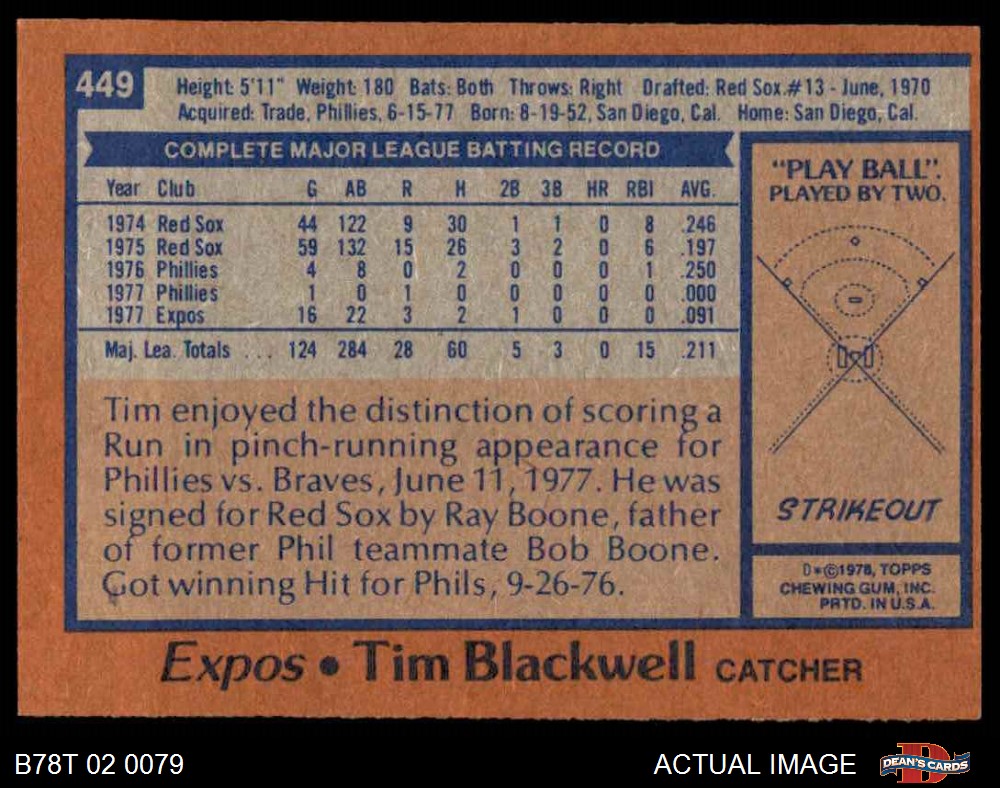 449
Height: 5'11" Weight: 180 Bats: Both Throws: Right Drafted: Red Sox #13 - June, 1970
Acquired: Trade, Phillies, 6-15-77 Born: 8-19-52, San Diego, Cal. Home: San Diego, Cal.
COMPLETE MAJOR LEAGUE BATTING RECORD
Year Club G AB R H 2B 3B HR RBI AVG.
1974 Red Sox 44 122 9 30 1 1 0 8 .246
1975 Red Sox 59 132 15 26 3 2 0 6 .197
1976 Phillies 4 8 0 2 0 0 0 1 .250
1977 Phillies 1 0 1 0 0 0 0 0 .000
1977 Expos 16 22 3 2 1 0 0 0 .091
Maj. Lea. Totals ... 124 284 28 60 5 3 0 15 .211
Tim enjoyed the distinction of scoring a
Run in pinch-running appearance for
Phillies vs. Braves, June 11, 1977. He was
signed for Red Sox by Ray Boone, father
of former Phil teammate Bob Boone.
Got winning Hit for Phils, 9-26-76.
"PLAY BALL".
PLAYED BY TWO.
STRIKEOUT
D*©1978, TOPPS
CHEWING GUM, INC.
PRTD. IN U.S.A.
Expos • Tim Blackwell CATCHER
B78T 02 0079
ACTUAL IMAGE
D
DEAN'S CARDS